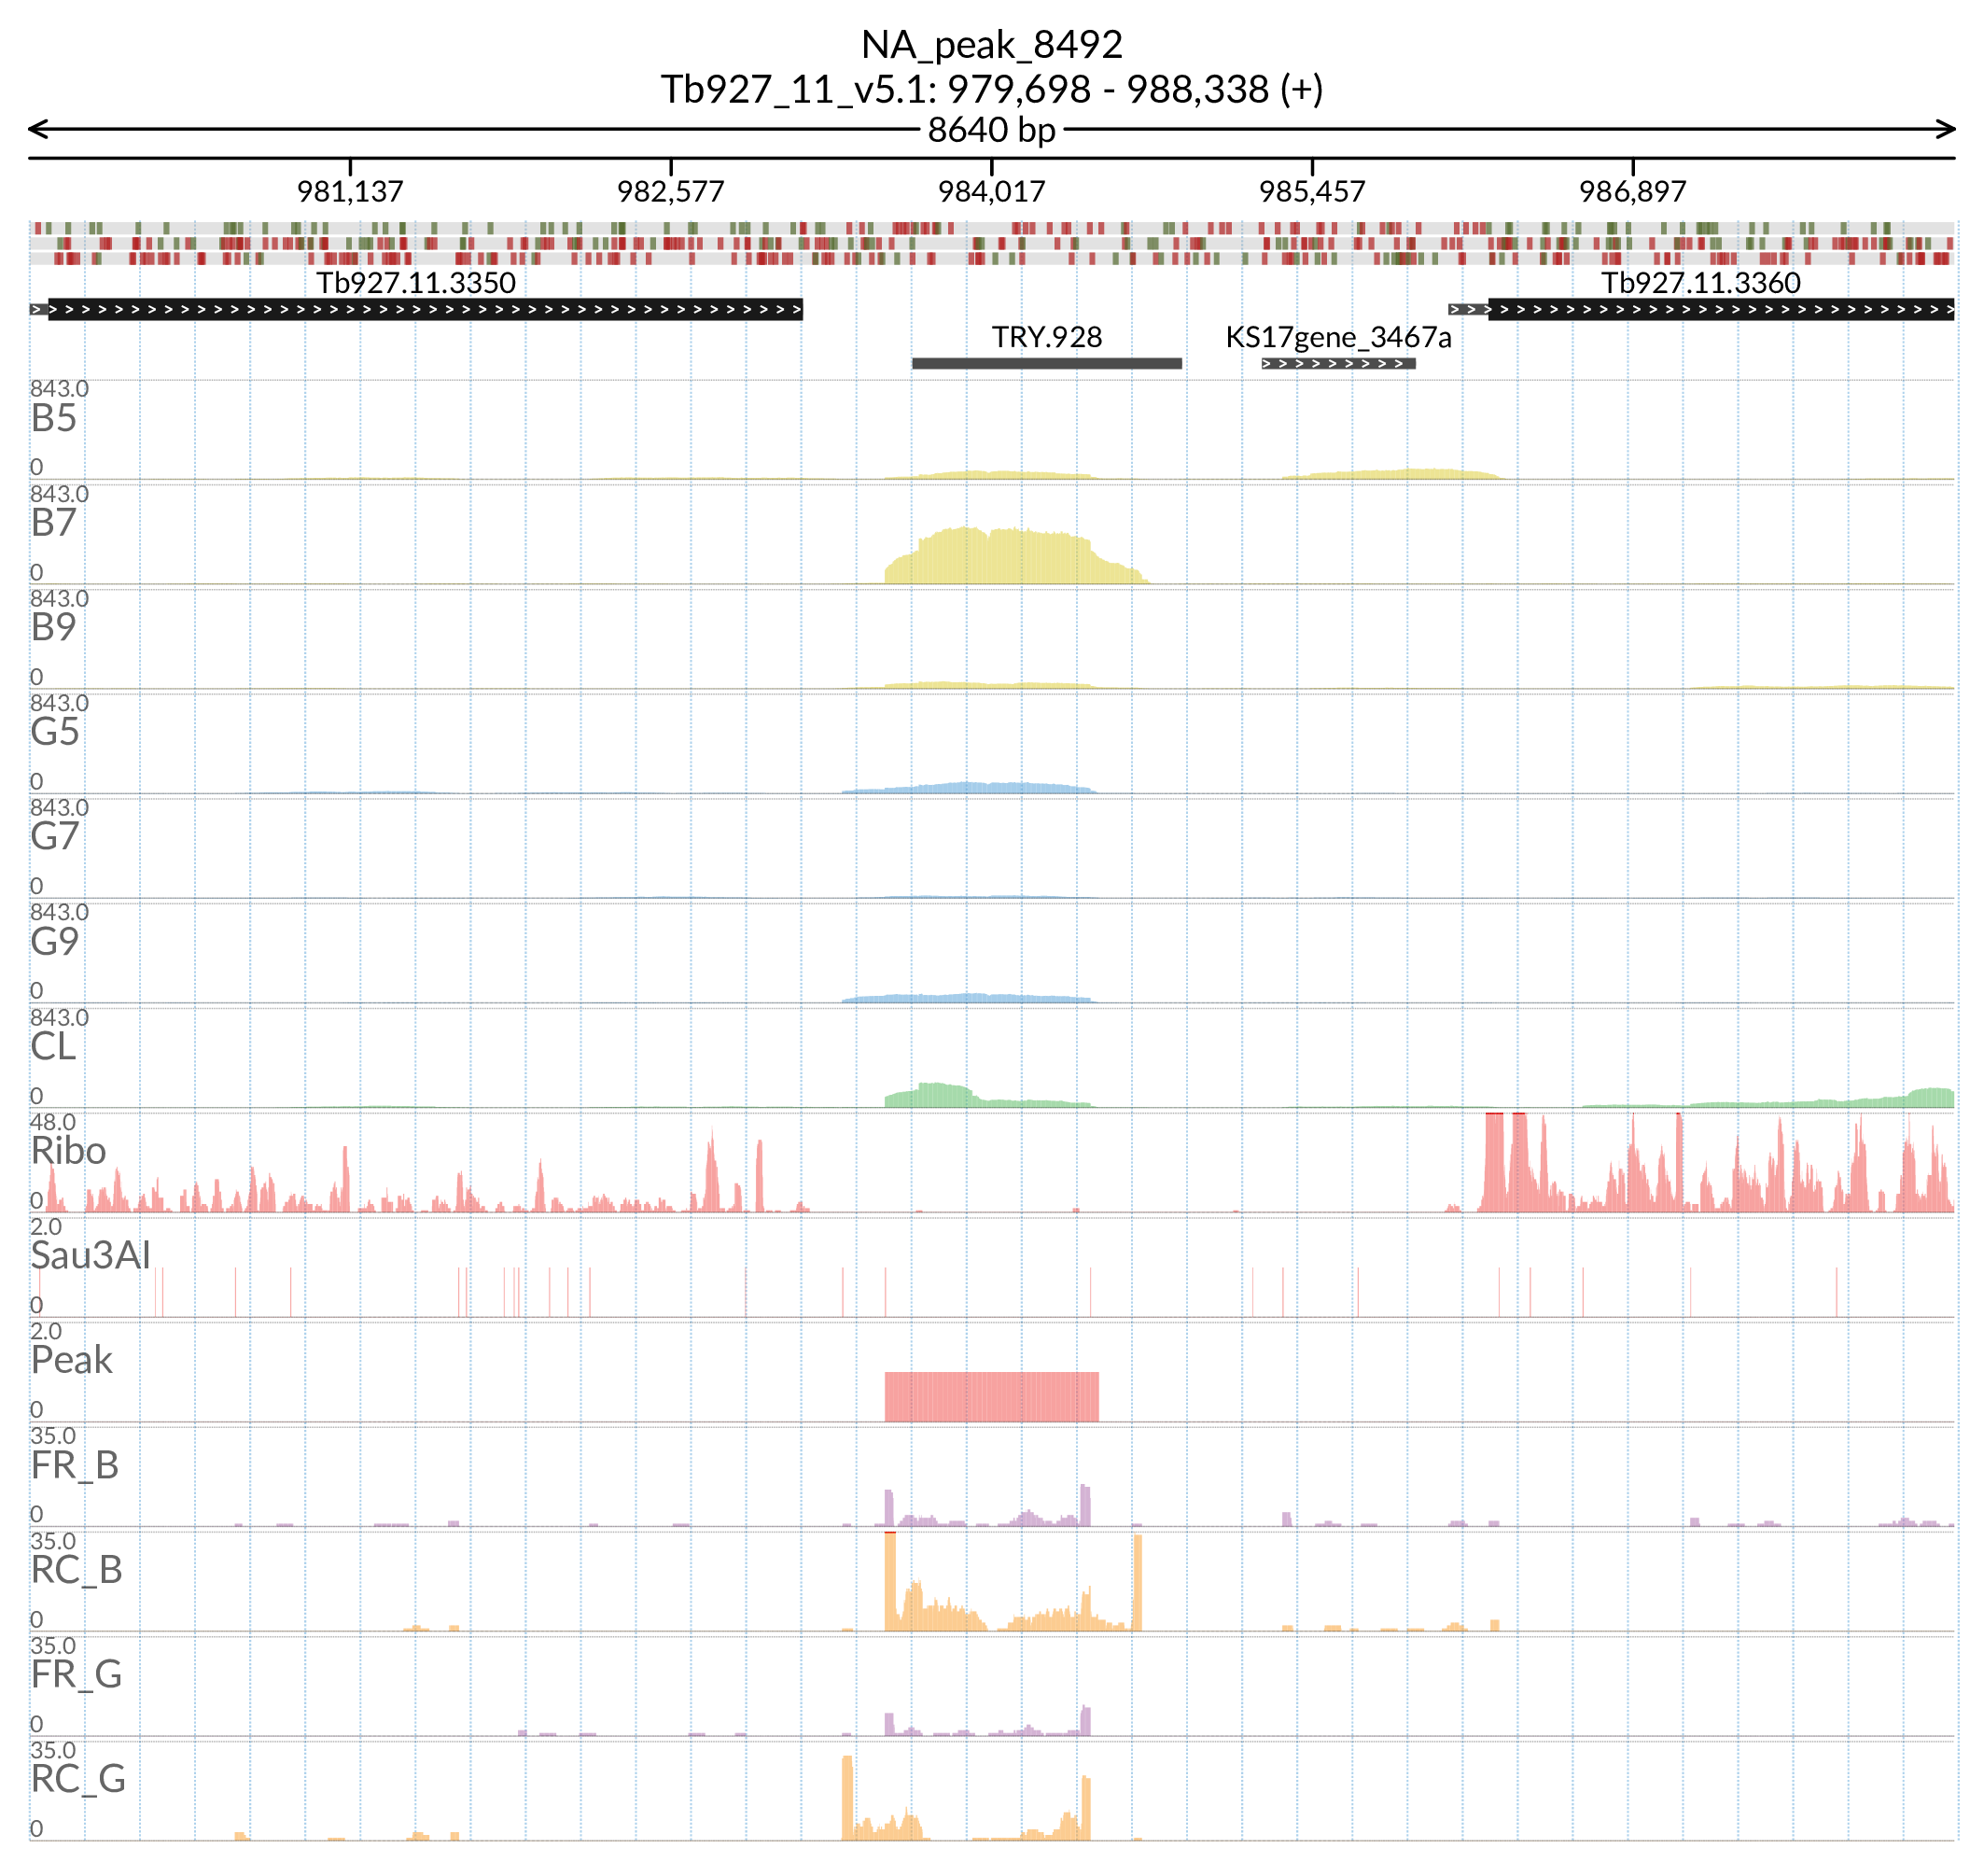 NA_peak_8492
Tb927_11_v5.1: 979,698 - 988,338 (+)
8640 bp
981,137 982,577 984,017 985,457 986,897
Tb927.11.3350 Tb927.11.3360
TRY.928 KS17gene_3467a
843.0
B5
0
843.0
B7
0
843.0
B9
0
843.0
G5
0
843.0
G7
0
843.0
G9
0
843.0
CL
0
48.0
Ribo
0
2.0
Sau3AI
0
2.0
Peak
0
35.0
FR_B
0
35.0
RC_B
0
35.0
FR_G
0
35.0
RC_G
0